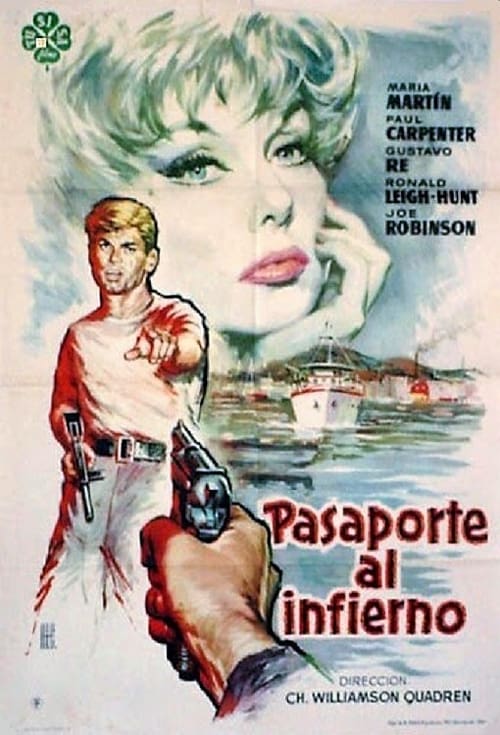 MARIA
MARTÍN
PAUL
CARPENTER
GUSTAVO
RE
RONALD
LEIGH-HUNT
JOE
ROBINSON
Pasaporte
al
infierno
DIRECCION
CH. WILLIAMSON QUADREN